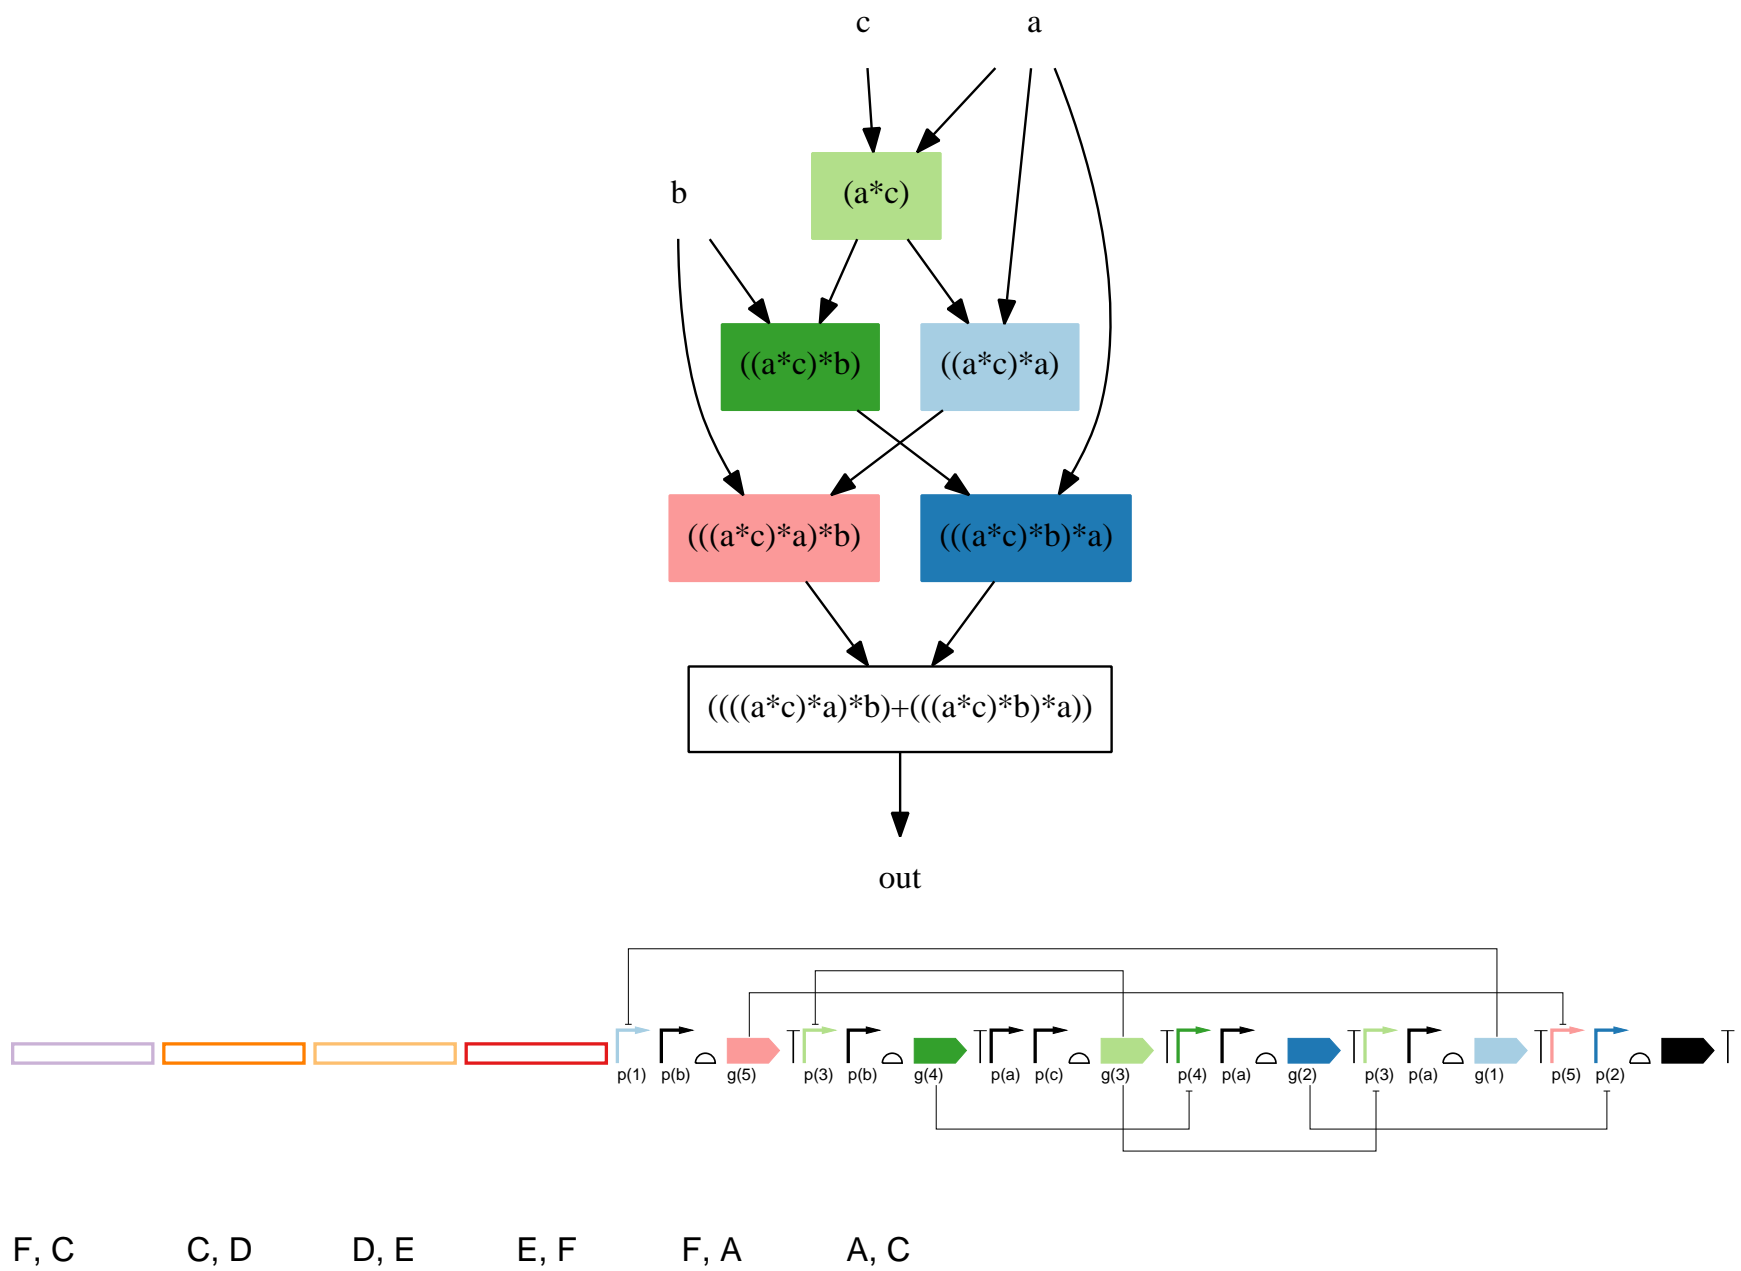 c a
b (a*c)
((a*c)*b) ((a*c)*a)
(((a*c)*a)*b) (((a*c)*b)*a)
((((a*c)*a)*b)+(((a*c)*b)*a))
out
p(1) p(b) g(5) p(3) p(b) g(4) p(a) p(c) g(3) p(4) p(a) g(2) p(3) p(a) g(1) p(5) p(2)
F, C C, D D, E E, F F, A A, C